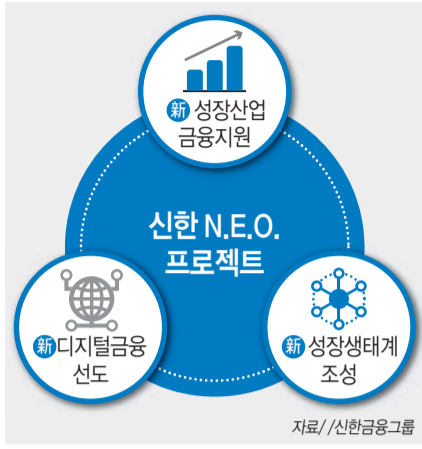 新 성장산업
금융지원
신한 N.E.O.
프로젝트
新 디지털금융
선도
新 성장생태계
조성
자료/ /신한금융그룹